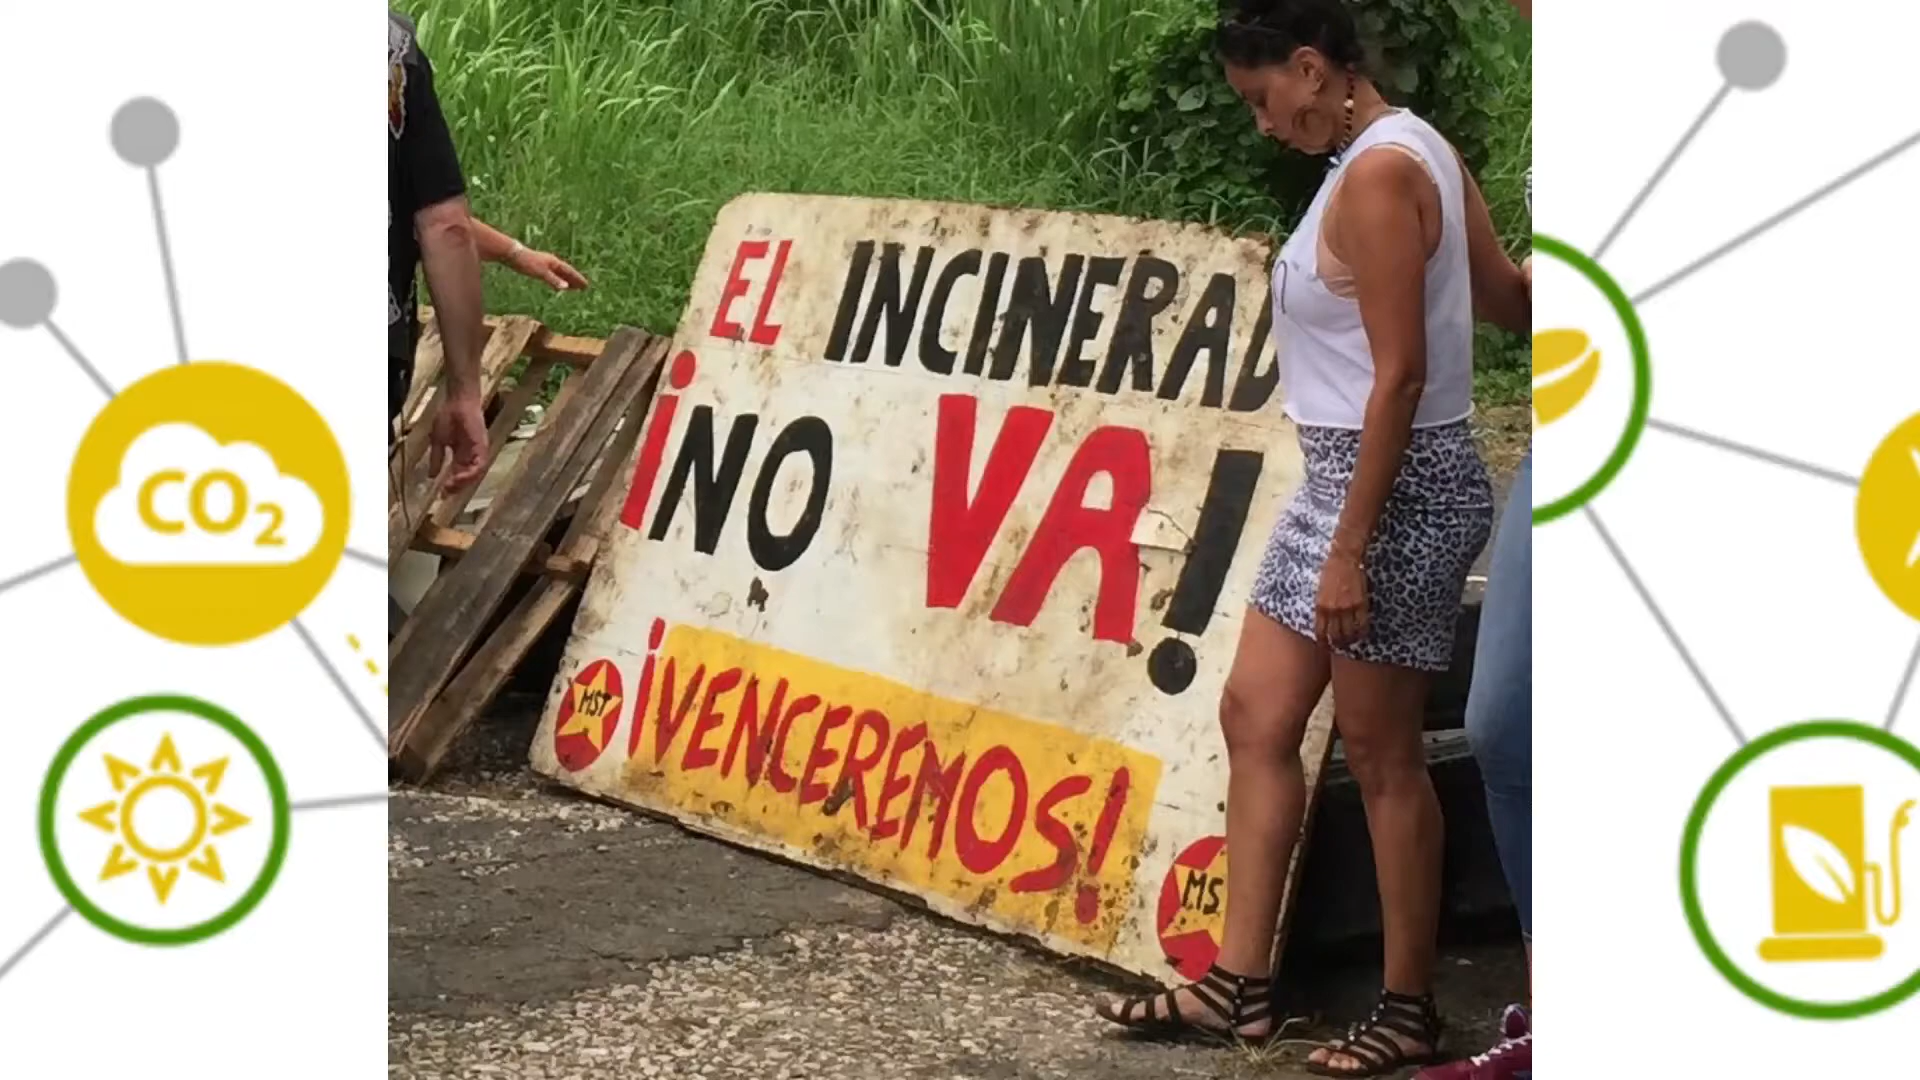 CO2
EL INCINERAD
¡NO VA!
MST
¡VENCEREMOS!
MS